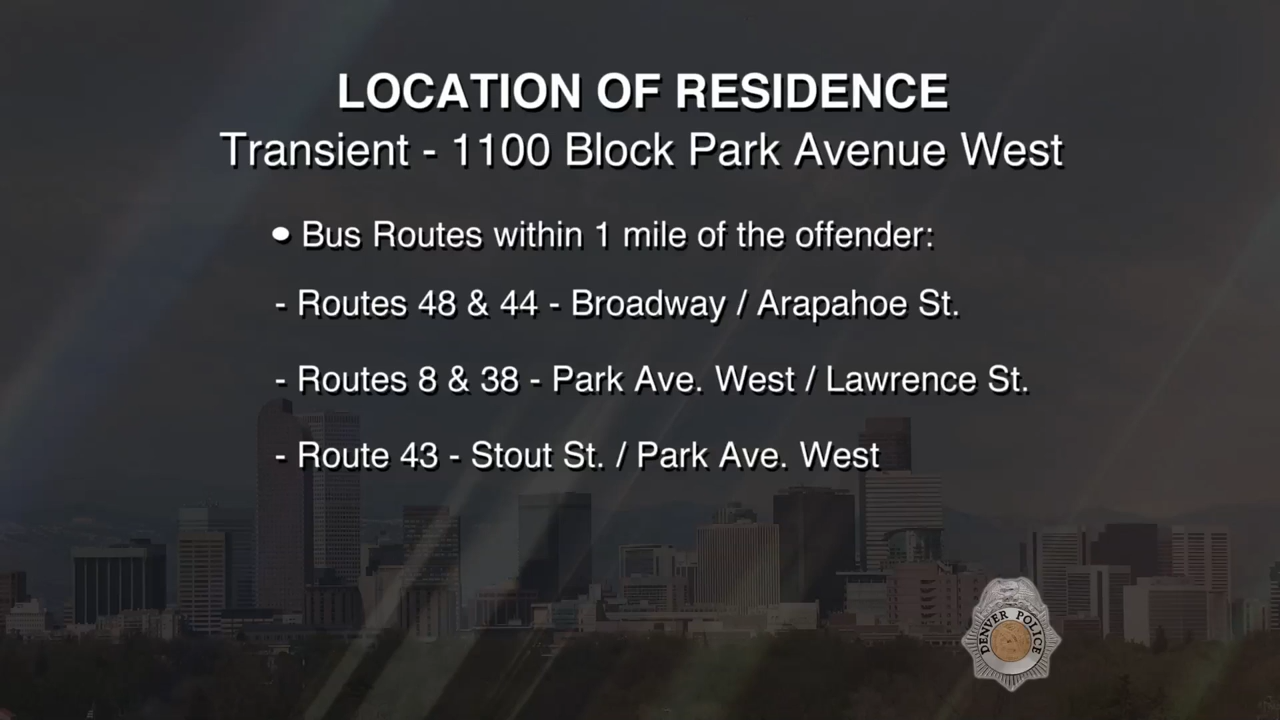 LOCATION OF RESIDENCE
Transient - 1100 Block Park Avenue West
• Bus Routes within 1 mile of the offender:
- Routes 48 & 44 - Broadway / Arapahoe St.
- Routes 8 & 38 - Park Ave. West / Lawrence St.
- Route 43 - Stout St. / Park Ave. West
DENVER POLICE